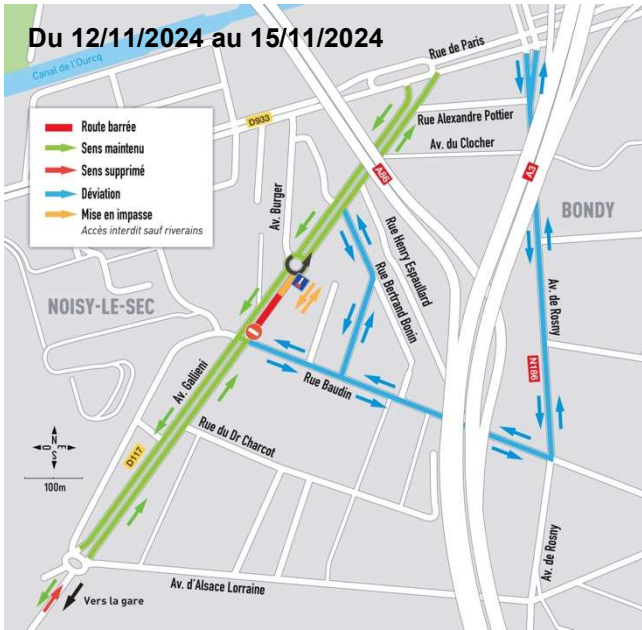 Du 12/11/2024 au 15/11/2024
Canal de l'Ourcq
Rue de Paris
Route barrée
Sens maintenu
Sens supprimé
Déviation
Mise en impasse
Accès interdit sauf riverains
D933
Rue Alexandre Pottier
Av. du Clocher
A86
A3
BONDY
Av. Burger
Rue Henry Espaullard
Rue Bertrand Bonin
NOISY-LE-SEC
Av. de Rosny
N186
Av. Gallieni
Rue Baudin
Rue du Dr Charcot
D117
N
O
E
S
100m
Av. d'Alsace Lorraine
Av. de Rosny
Vers la gare